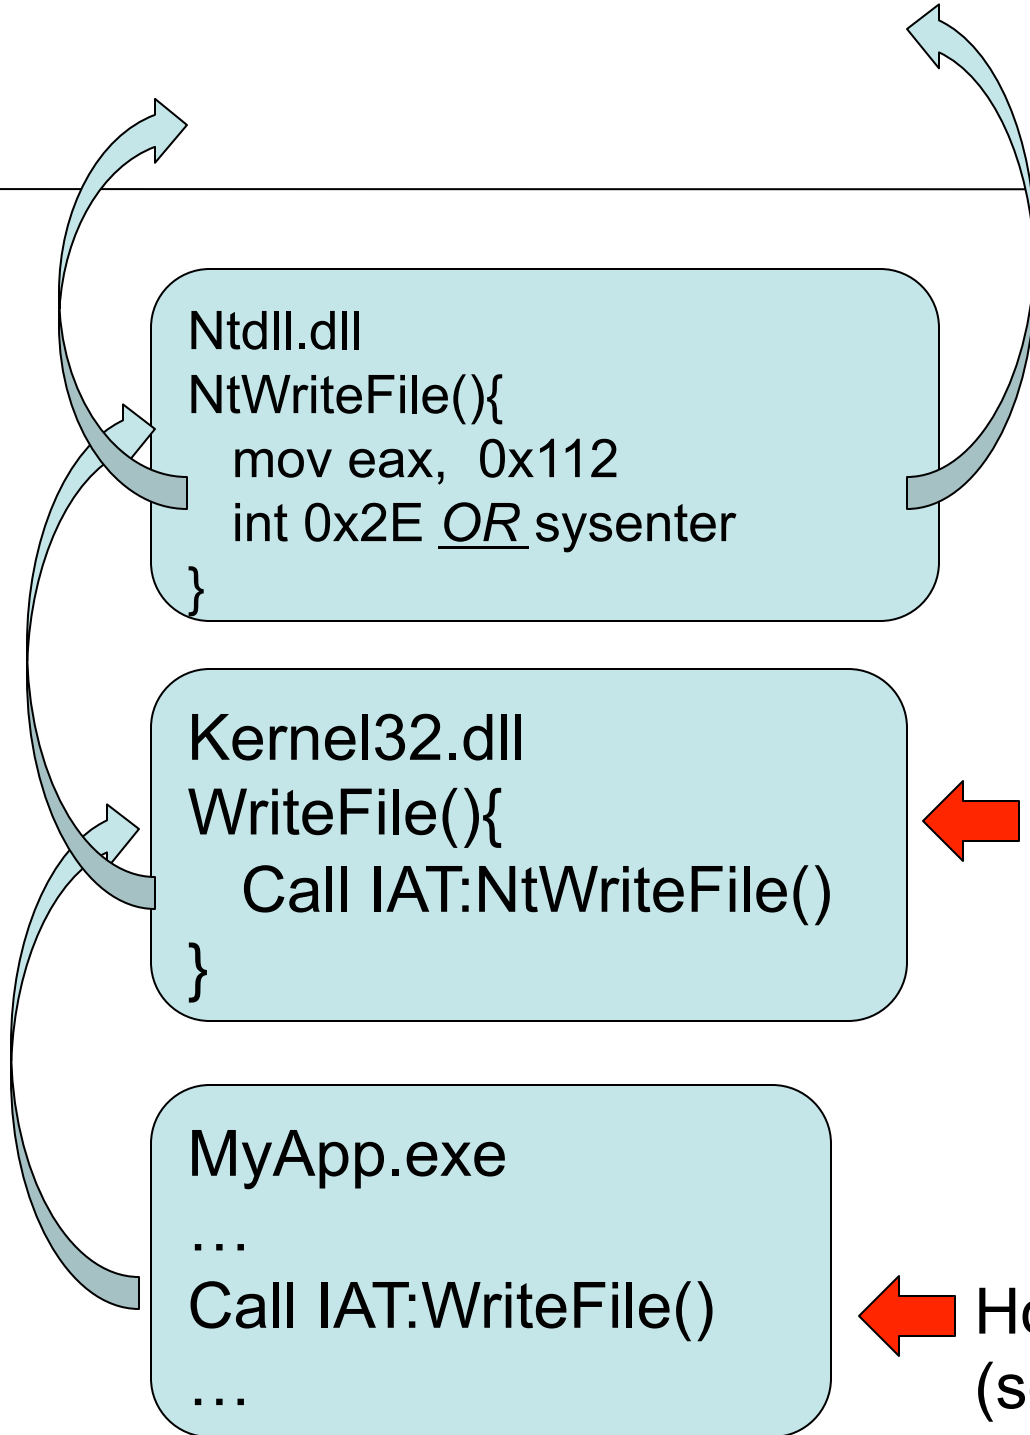 Ntdll.dll
NtWriteFile(){
mov eax, 0x112
int 0x2E OR sysenter
}
Kernel32.dll
WriteFile(){
Call IAT:NtWriteFile()
}
MyApp.exe
…
Call IAT:WriteFile()
…